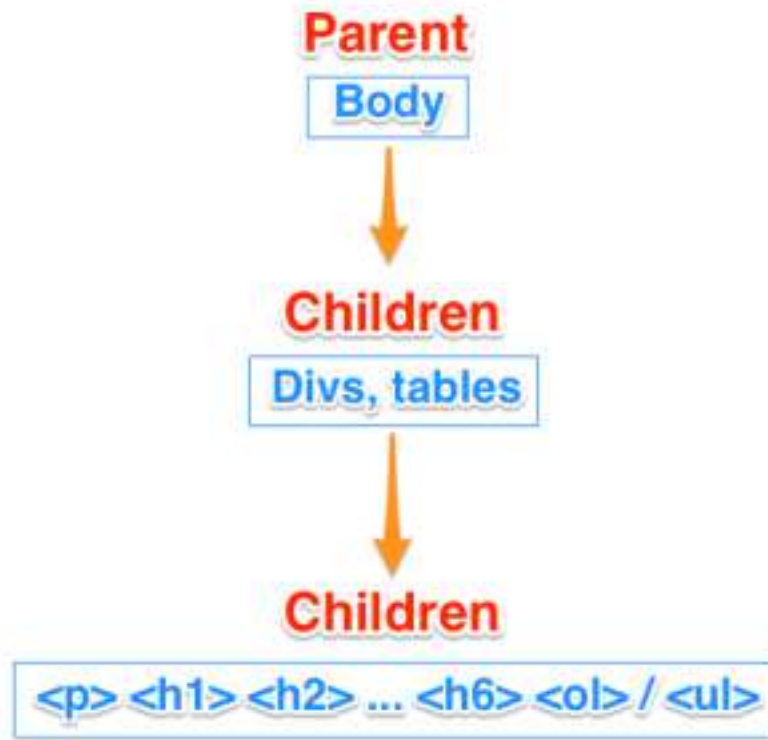 Parent
Body
Children
Divs, tables
Children
<p> <h1> <h2> ... <h6> <ol> / <ul>